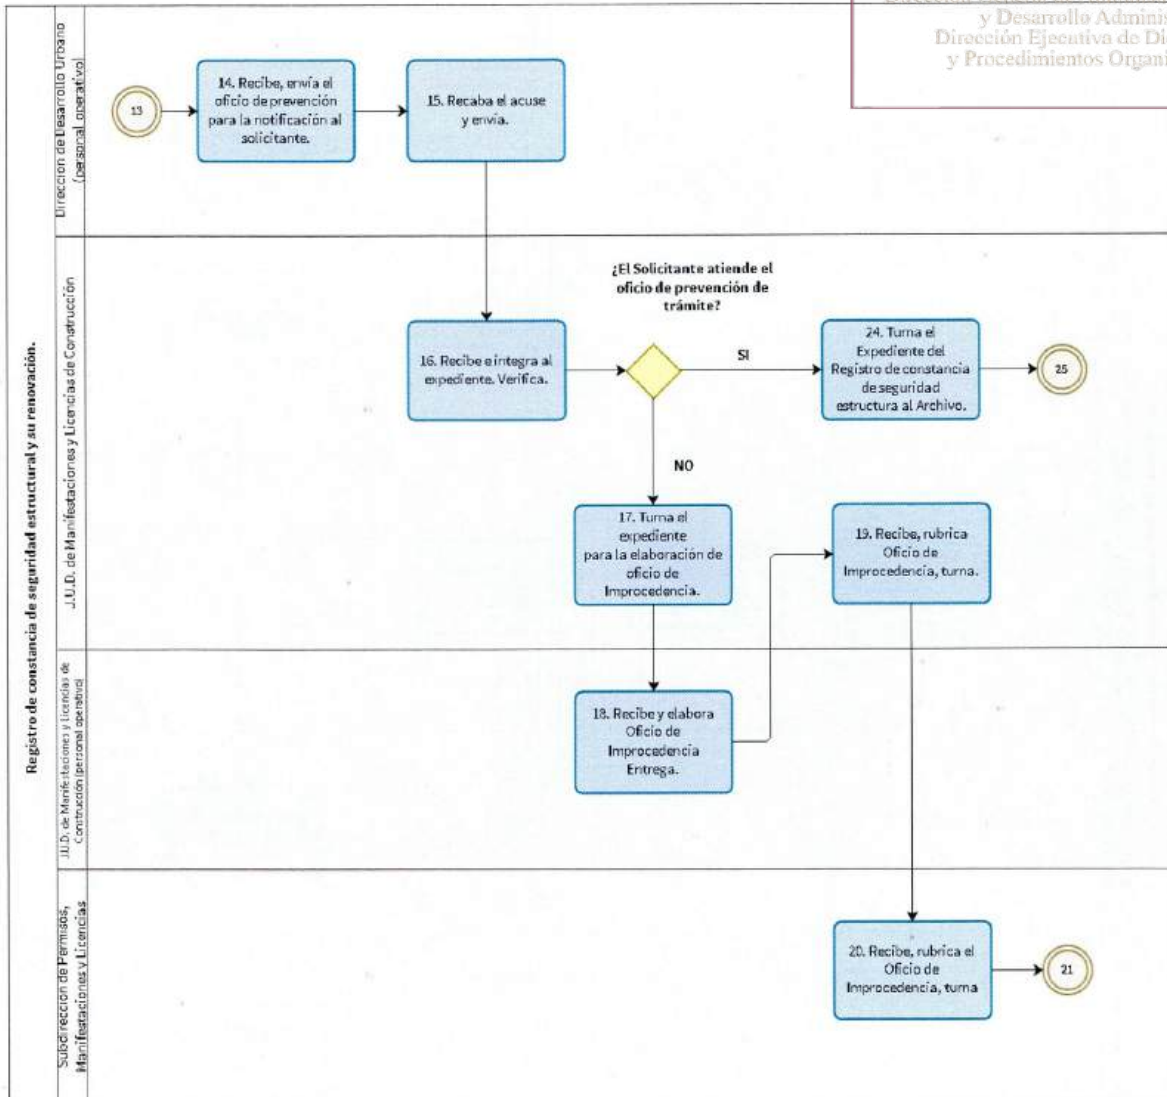 y Desarrollo Adminis
Dirección Ejecutiva de Di
y Procedimientos Organi
Registro de constancia de seguridad estructural y su renovación.
Dirección de Desarrollo Urbano
(personal operativo)
13
14. Recibe, envía el
oficio de prevención
para la notificación al
solicitante.
15. Recaba el acuse
y envía.
J.U.D. de Manifestaciones y Licencias de Construcción
¿El Solicitante atiende el
oficio de prevención de
trámite?
16. Recibe e integra al
expediente. Verifica.
SI
24. Turna el
Expediente del
Registro de constancia
de seguridad
estructura al Archivo.
25
NO
17. Turna el
expediente
para la elaboración de
oficio de
Improcedencia.
19. Recibe, rubrica
Oficio de
Improcedencia, turna.
J.U.D. de Manifestaciones y Licencias de
Construcción (personal operativo)
18. Recibe y elabora
Oficio de
Improcedencia
Entrega.
Subdirección de Permisos,
Manifestaciones y Licencias
20. Recibe, rubrica el
Oficio de
Improcedencia, turna
21